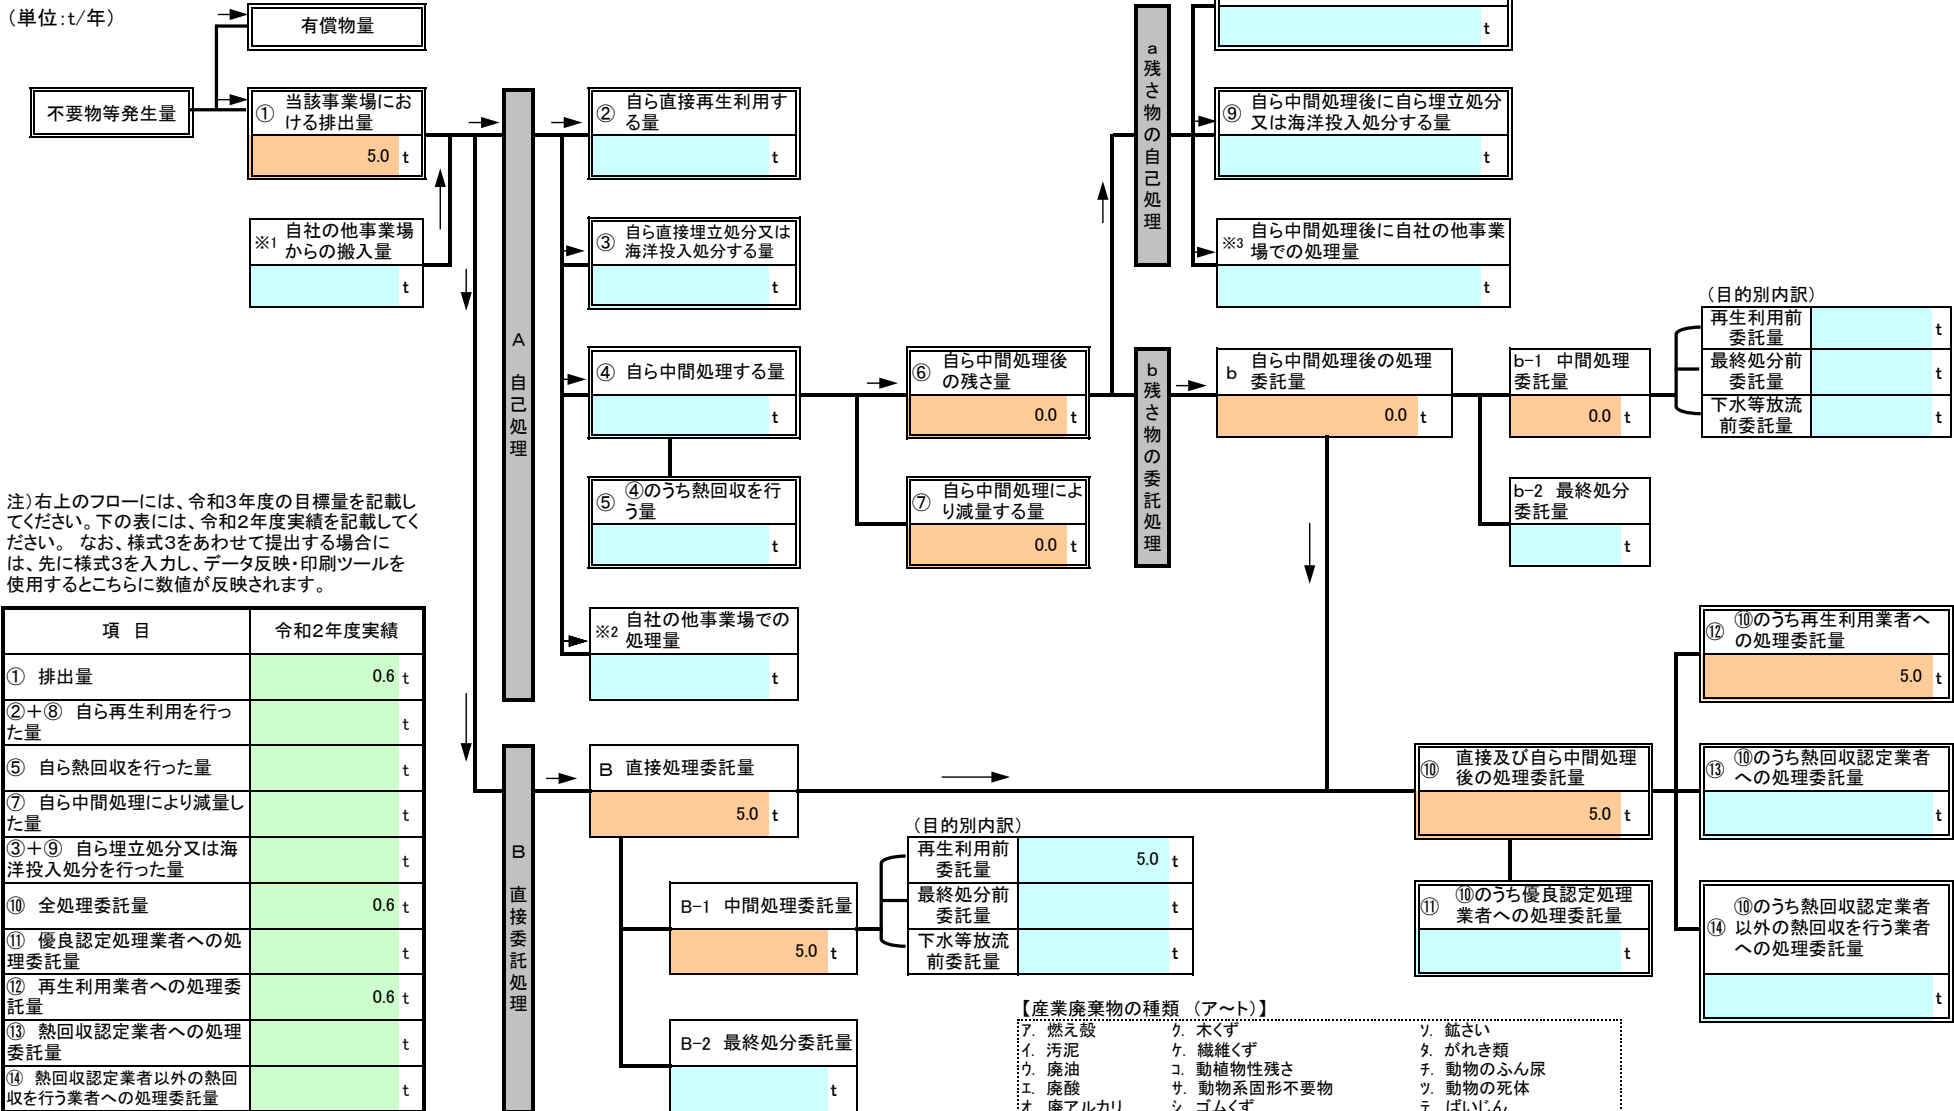 (単位:t/年)
有償物量
t
不要物等発生量
① 当該事業場にお
ける排出量
5.0 t
② 自ら直接再生利用す
る量
t
⑨ 自ら中間処理後に自ら埋立処分
又は海洋投入処分する量
t
a
残さ物の自己処理
※1 自社の他事業場
からの搬入量
t
③ 自ら直接埋立処分又は
海洋投入処分する量
t
※3 自ら中間処理後に自社の他事業
場での処理量
t
A
自己処理
(目的別内訳)
再生利用前
委託量
t
最終処分前
委託量
t
下水等放流
前委託量
t
④ 自ら中間処理する量
t
⑥ 自ら中間処理後
の残さ量
0.0 t
b
残さ物の委託処理
b 自ら中間処理後の処理
委託量
0.0 t
b-1 中間処理
委託量
0.0 t
⑤ ④のうち熱回収を行
う量
t
⑦ 自ら中間処理によ
り減量する量
0.0 t
b-2 最終処分
委託量
t
注)右上のフローには、令和3年度の目標量を記載し
てください。下の表には、令和2年度実績を記載してく
ださい。 なお、様式3をあわせて提出する場合に
は、先に様式3を入力し、データ反映・印刷ツールを
使用するとこちらに数値が反映されます。
※2 自社の他事業場での
処理量
t
⑫ ⑩のうち再生利用業者へ
の処理委託量
5.0 t
項 目 令和2年度実績
① 排出量 0.6 t
②+⑧ 自ら再生利用を行っ
た量
t
⑤ 自ら熱回収を行った量 t
⑦ 自ら中間処理により減量し
た量
t
③+⑨ 自ら埋立処分又は海
洋投入処分を行った量
t
⑩ 全処理委託量 0.6 t
⑪ 優良認定処理業者への処
理委託量
t
⑫ 再生利用業者への処理委
託量
0.6 t
⑬ 熱回収認定業者への処理
委託量
t
⑭ 熱回収認定業者以外の熱回
収を行う業者への処理委託量
t
B
直接委託処理
B 直接処理委託量
5.0 t
⑩ 直接及び自ら中間処理
後の処理委託量
5.0 t
⑬ ⑩のうち熱回収認定業者
への処理委託量
t
(目的別内訳)
再生利用前
委託量
5.0 t
最終処分前
委託量
t
下水等放流
前委託量
t
B-1 中間処理委託量
5.0 t
⑪ ⑩のうち優良認定処理
業者への処理委託量
t
⑭ ⑩のうち熱回収認定業者
以外の熱回収を行う業者
への処理委託量
t
B-2 最終処分委託量
t
【産業廃棄物の種類 (ア~ト)】
ア. 燃え殻 ク. 木くず ソ. 鉱さい
イ. 汚泥 ケ. 繊維くず タ. がれき類
ウ. 廃油 コ. 動植物性残さ チ. 動物のふん尿
エ. 廃酸 サ. 動物系固形不要物 ツ. 動物の死体
オ. 廃アルカリ シ. ゴムくず テ. ばいじん